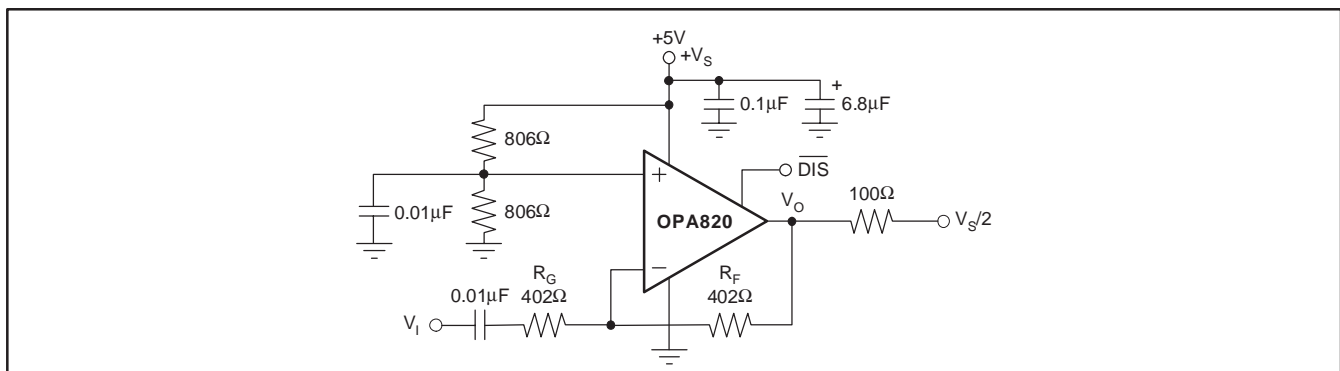 +5V
+V_S
0.1μF
+
6.8μF
806Ω
+
D̅I̅S̅
0.01μF
806Ω
OPA820
V_O
100Ω
V_S/2
−
R_G
402Ω
R_F
402Ω
0.01μF
V_I